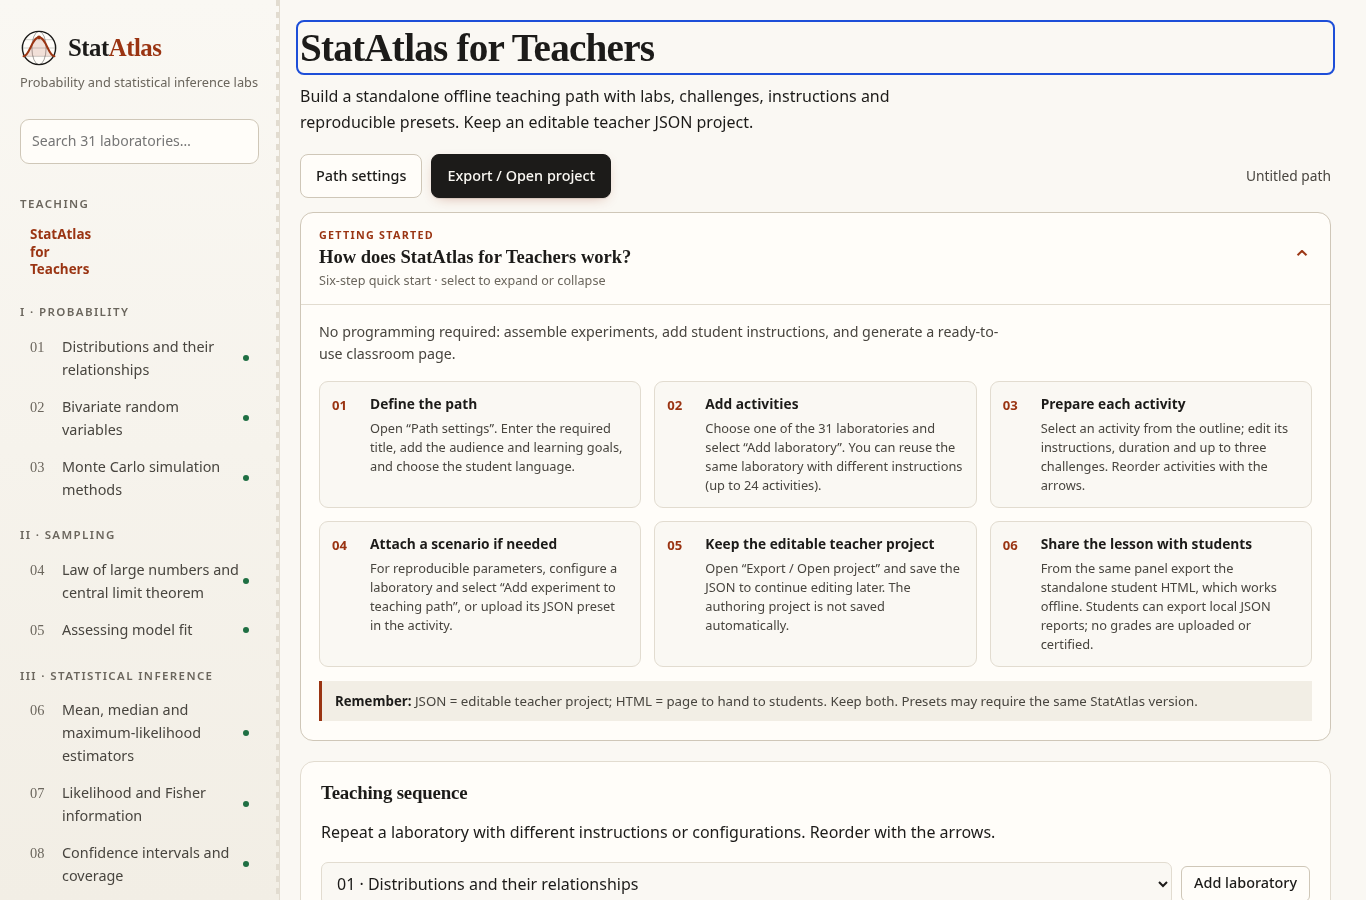 StatAtlas
Probability and statistical inference labs
Search 31 laboratories...
TEACHING
StatAtlas
for
Teachers
I · PROBABILITY
01 Distributions and their
relationships
02 Bivariate random
variables
03 Monte Carlo simulation
methods
II · SAMPLING
04 Law of large numbers and
central limit theorem
05 Assessing model fit
III · STATISTICAL INFERENCE
06 Mean, median and
maximum-likelihood
estimators
07 Likelihood and Fisher
information
08 Confidence intervals and
coverage
StatAtlas for Teachers
Build a standalone offline teaching path with labs, challenges, instructions and
reproducible presets. Keep an editable teacher JSON project.
Path settings
Export / Open project
Untitled path
GETTING STARTED
How does StatAtlas for Teachers work?
Six-step quick start · select to expand or collapse
No programming required: assemble experiments, add student instructions, and generate a ready-to-
use classroom page.
01 Define the path
Open “Path settings”. Enter the required
title, add the audience and learning goals,
and choose the student language.
02 Add activities
Choose one of the 31 laboratories and
select “Add laboratory”. You can reuse the
same laboratory with different instructions
(up to 24 activities).
03 Prepare each activity
Select an activity from the outline; edit its
instructions, duration and up to three
challenges. Reorder activities with the
arrows.
04 Attach a scenario if needed
For reproducible parameters, configure a
laboratory and select “Add experiment to
teaching path”, or upload its JSON preset
in the activity.
05 Keep the editable teacher project
Open “Export / Open project” and save the
JSON to continue editing later. The
authoring project is not saved
automatically.
06 Share the lesson with students
From the same panel export the
standalone student HTML, which works
offline. Students can export local JSON
reports; no grades are uploaded or
certified.
Remember: JSON = editable teacher project; HTML = page to hand to students. Keep both. Presets may require the same StatAtlas version.
Teaching sequence
Repeat a laboratory with different instructions or configurations. Reorder with the arrows.
01 · Distributions and their relationships
Add laboratory